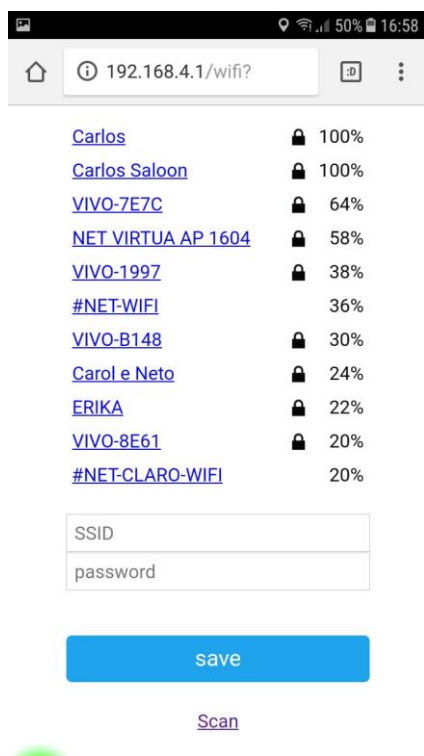 50% 16:58
192.168.4.1/wifi? :D
Carlos 100%
Carlos Saloon 100%
VIVO-7E7C 64%
NET VIRTUA AP 1604 58%
VIVO-1997 38%
#NET-WIFI 36%
VIVO-B148 30%
Carol e Neto 24%
ERIKA 22%
VIVO-8E61 20%
#NET-CLARO-WIFI 20%
SSID
password
save
Scan